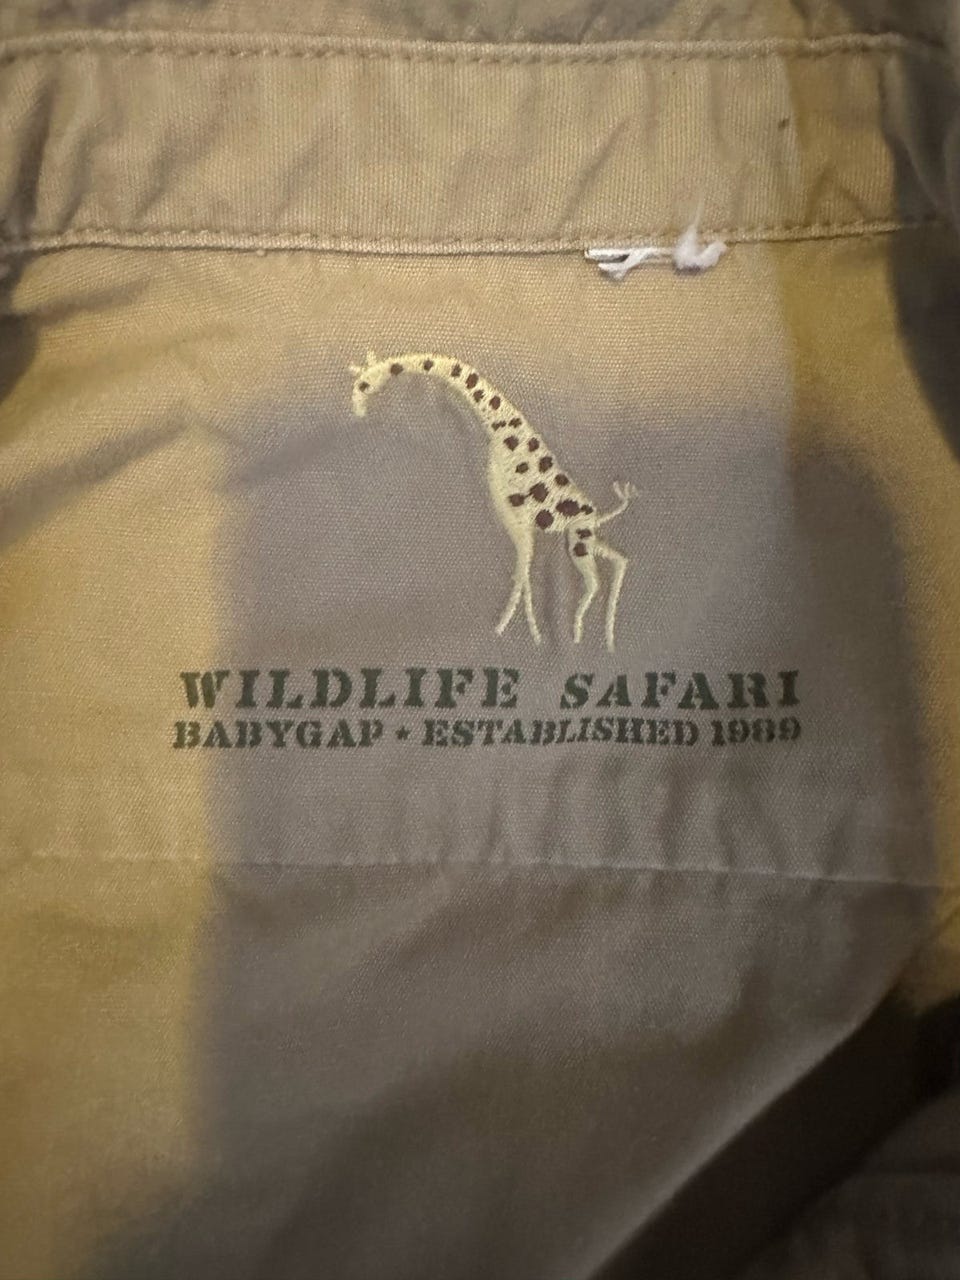 WILDLIFE SAFARI
BABYGAP ★ ESTABLISHED 1989